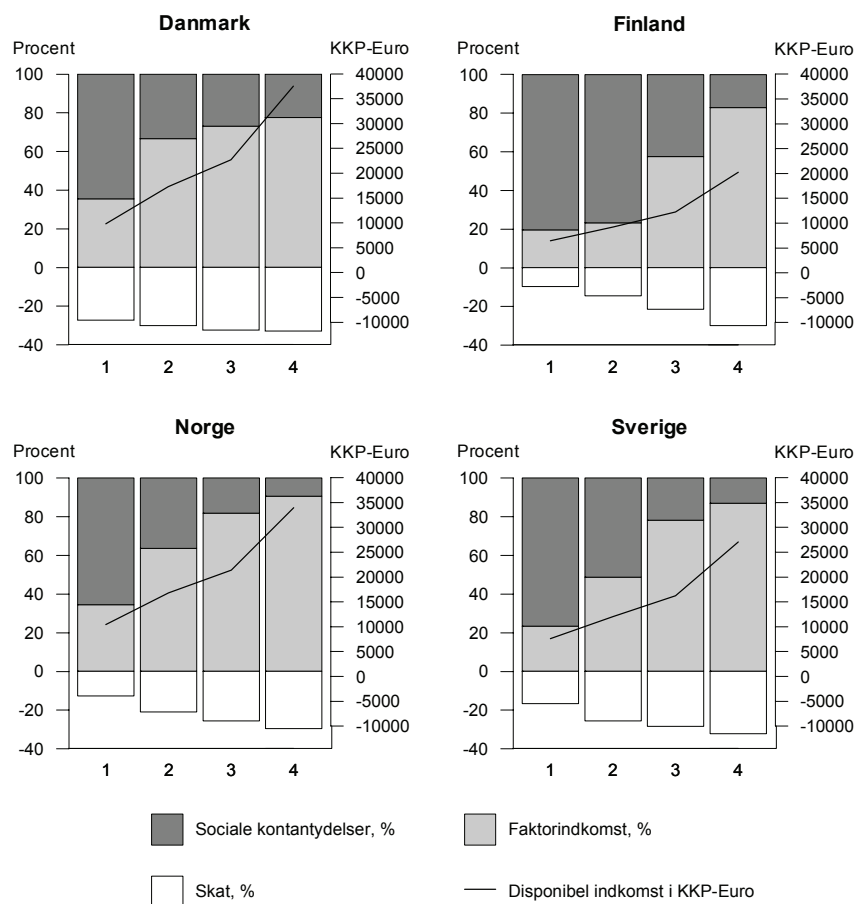 Danmark
Procent KKP-Euro
100 40000
80 35000
60 30000
40 25000
20 20000
0 15000
-20 10000
-40 5000
0
-5000
-10000
1 2 3 4
Finland
Procent KKP-Euro
100 40000
80 35000
60 30000
40 25000
20 20000
0 15000
-20 10000
-40 5000
0
-5000
-10000
1 2 3 4
Norge
Procent KKP-Euro
100 40000
80 35000
60 30000
40 25000
20 20000
0 15000
-20 10000
-40 5000
0
-5000
-10000
1 2 3 4
Sverige
Procent KKP-Euro
100 40000
80 35000
60 30000
40 25000
20 20000
0 15000
-20 10000
-40 5000
0
-5000
-10000
1 2 3 4
Sociale kontantydelser, %
Faktorindkomst, %
Skat, %
Disponibel indkomst i KKP-Euro